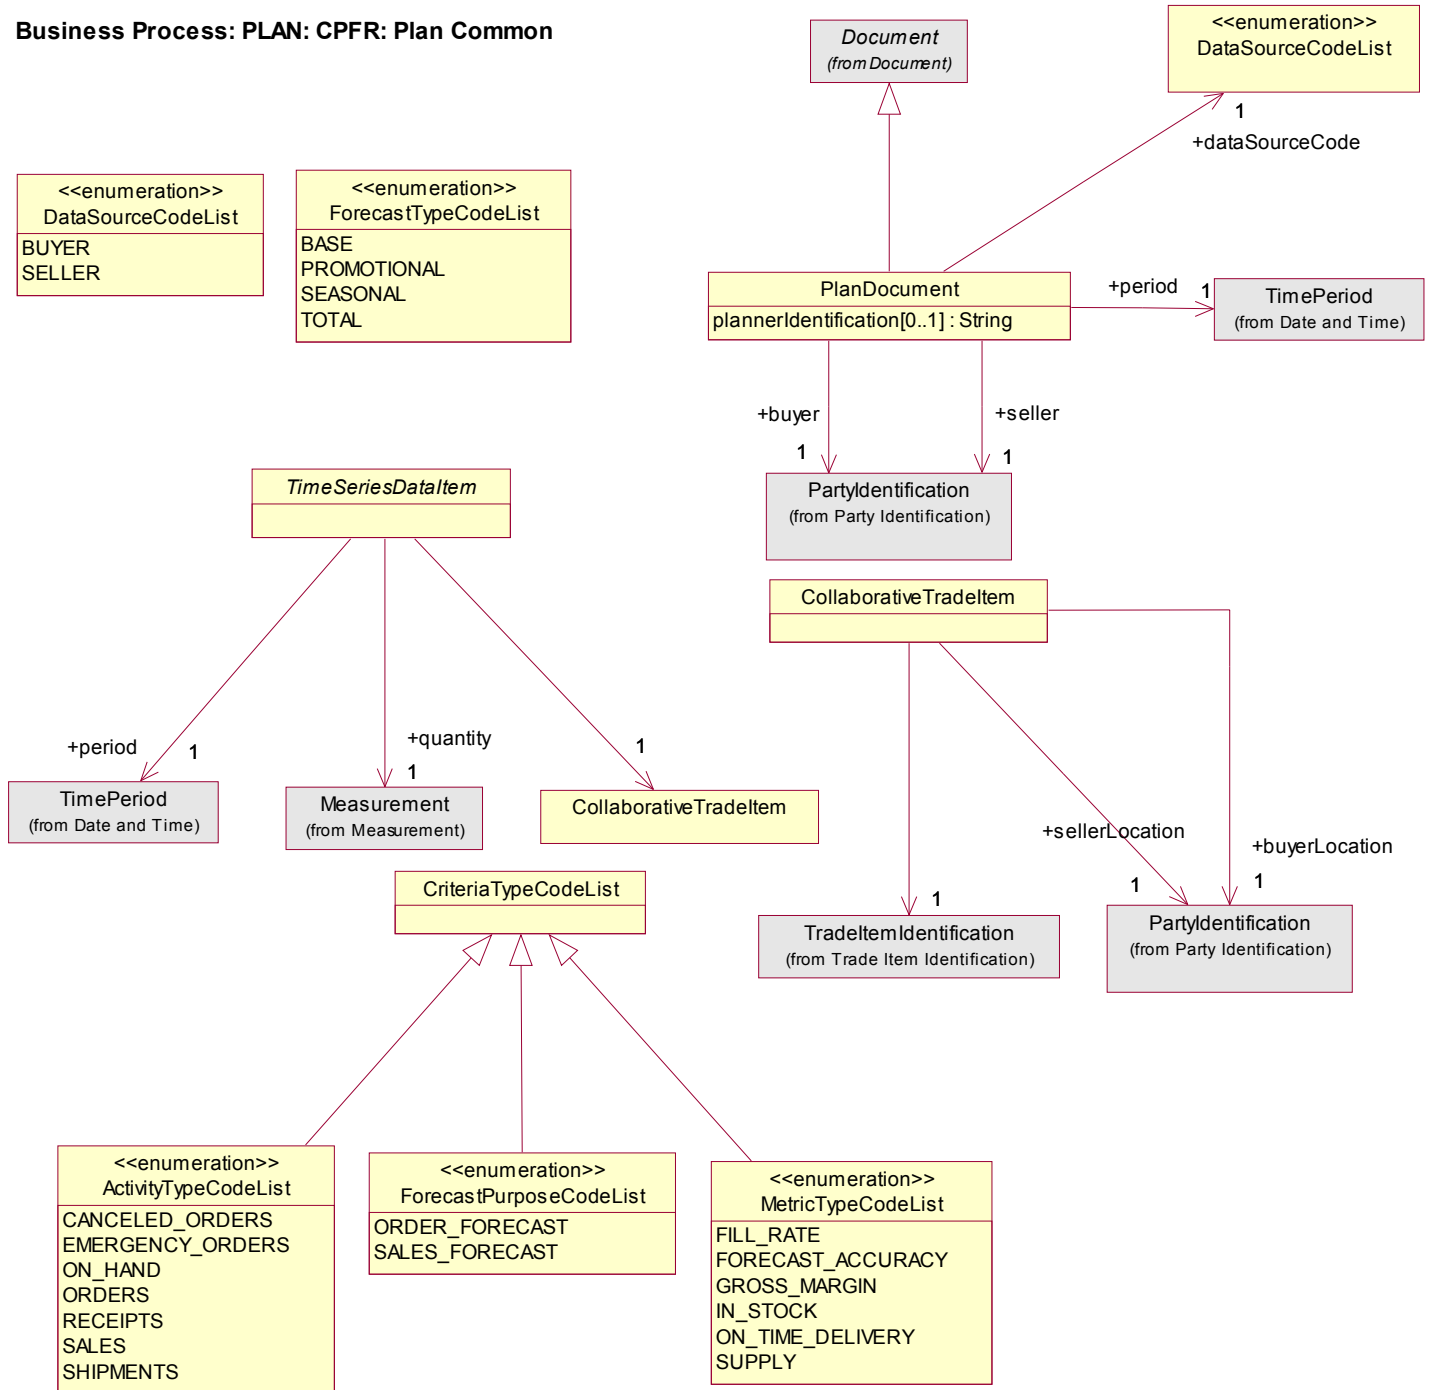 Business Process: PLAN: CPFR: Plan Common
Document
(from Document)
<<enumeration>>
DataSourceCodeList
1
+dataSourceCode
<<enumeration>>
DataSourceCodeList
BUYER
SELLER
<<enumeration>>
ForecastTypeCodeList
BASE
PROMOTIONAL
SEASONAL
TOTAL
PlanDocument
plannerIdentification[0..1] : String
+period
1
TimePeriod
(from Date and Time)
+buyer
1
+seller
1
PartyIdentification
(from Party Identification)
TimeSeriesDataItem
+period
1
+quantity
1
1
TimePeriod
(from Date and Time)
Measurement
(from Measurement)
CollaborativeTradeItem
CollaborativeTradeItem
+sellerLocation
+buyerLocation
1
1
1
TradeItemIdentification
(from Trade Item Identification)
PartyIdentification
(from Party Identification)
CriteriaTypeCodeList
<<enumeration>>
ActivityTypeCodeList
CANCELED_ORDERS
EMERGENCY_ORDERS
ON_HAND
ORDERS
RECEIPTS
SALES
SHIPMENTS
<<enumeration>>
ForecastPurposeCodeList
ORDER_FORECAST
SALES_FORECAST
<<enumeration>>
MetricTypeCodeList
FILL_RATE
FORECAST_ACCURACY
GROSS_MARGIN
IN_STOCK
ON_TIME_DELIVERY
SUPPLY